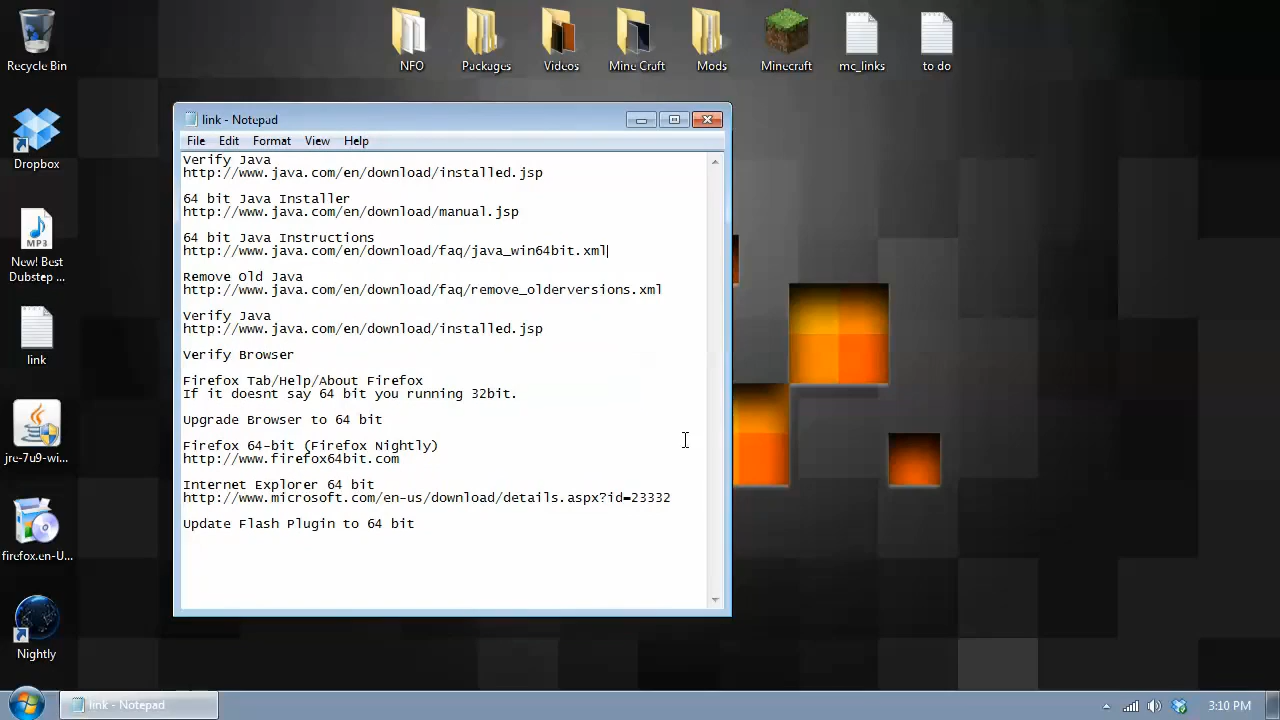 Recycle Bin
NFO
Packages
Videos
Mine Craft
Mods
Minecraft
mc_links
to do
Dropbox
MP3
New! Best
Dubstep ...
link
jre-7u9-wi...
firefox.en-U...
Nightly
link - Notepad
File Edit Format View Help
Verify Java
http://www.java.com/en/download/installed.jsp
64 bit Java Installer
http://www.java.com/en/download/manual.jsp
64 bit Java Instructions
http://www.java.com/en/download/faq/java_win64bit.xml
Remove Old Java
http://www.java.com/en/download/faq/remove_olderversions.xml
Verify Java
http://www.java.com/en/download/installed.jsp
Verify Browser
Firefox Tab/Help/About Firefox
If it doesnt say 64 bit you running 32bit.
Upgrade Browser to 64 bit
Firefox 64-bit (Firefox Nightly)
http://www.firefox64bit.com
Internet Explorer 64 bit
http://www.microsoft.com/en-us/download/details.aspx?id=23332
Update Flash Plugin to 64 bit
link - Notepad
3:10 PM